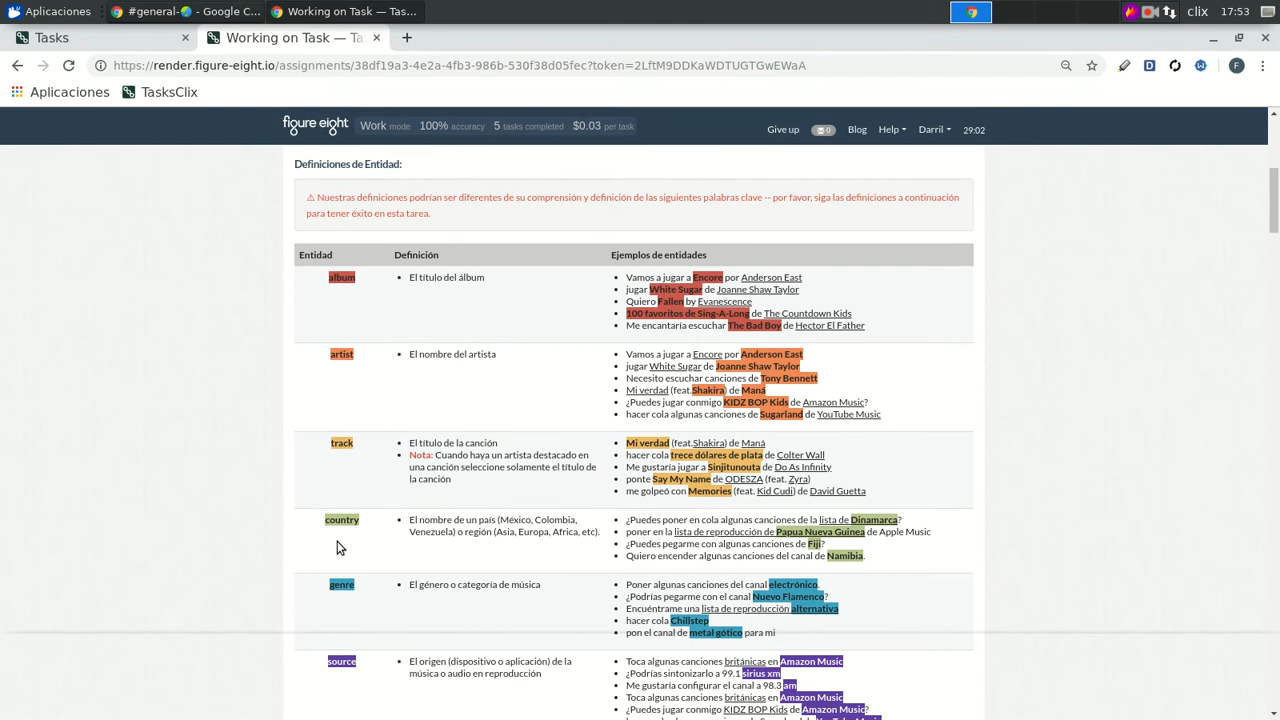 Aplicaciones
#general-🌎 - Google C...
Working on Task — Tas...
clix
17:53
Tasks
Working on Task — Ta
https://render.figure-eight.io/assignments/38df19a3-4e2a-4fb3-986b-530f38d05fec?token=2LftM9DDKaWDTUGTGwEWaA
F
Aplicaciones
TasksClix
figure eight
Work mode 100% accuracy 5 tasks completed $0.03 per task
Give up 0 Blog Help Darril 29:02
Definiciones de Entidad:
⚠ Nuestras definiciones podrían ser diferentes de su comprensión y definición de las siguientes palabras clave -- por favor, siga las definiciones a continuación
para tener éxito en esta tarea.
Entidad Definición Ejemplos de entidades
album
• El título del álbum
• Vamos a jugar a Encore por Anderson East
• jugar White Sugar de Joanne Shaw Taylor
• Quiero Fallen by Evanescence
• 100 favoritos de Sing-A-Long de The Countdown Kids
• Me encantaría escuchar The Bad Boy de Hector El Father
artist
• El nombre del artista
• Vamos a jugar a Encore por Anderson East
• jugar White Sugar de Joanne Shaw Taylor
• Necesito escuchar canciones de Tony Bennett
• Mi verdad (feat.Shakira) de Maná
• ¿Puedes jugar conmigo KIDZ BOP Kids de Amazon Music?
• hacer cola algunas canciones de Sugarland de YouTube Music
track
• El título de la canción
• Nota: Cuando haya un artista destacado en
una canción seleccione solamente el título de
la canción
• Mi verdad (feat.Shakira) de Maná
• hacer cola trece dólares de plata de Colter Wall
• Me gustaría jugar a Sinjitunouta de Do As Infinity
• ponte Say My Name de ODESZA (feat. Zyra)
• me golpeó con Memories (feat. Kid Cudi) de David Guetta
country
• El nombre de un país (México, Colombia,
Venezuela) o región (Asia, Europa, Africa, etc).
• ¿Puedes poner en cola algunas canciones de la lista de Dinamarca?
• poner en la lista de reproducción de Papua Nueva Guinea de Apple Music
• ¿Puedes pegarme con algunas canciones de Fiji?
• Quiero encender algunas canciones del canal de Namibia.
genre
• El género o categoría de música
• Poner algunas canciones del canal electrónico.
• ¿Podrías pegarme con el canal Nuevo Flamenco?
• Encuéntrame una lista de reproducción alternativa
• hacer cola Chillstep
• pon el canal de metal gótico para mi
source
• El origen (dispositivo o aplicación) de la
música o audio en reproducción
• Toca algunas canciones británicas en Amazon Music
• ¿Podrías sintonizarlo a 99.1 sirius xm
• Me gustaría configurar el canal a 98.3 am
• Toca algunas canciones británicas en Amazon Music
• ¿Puedes jugar conmigo KIDZ BOP Kids de Amazon Music?